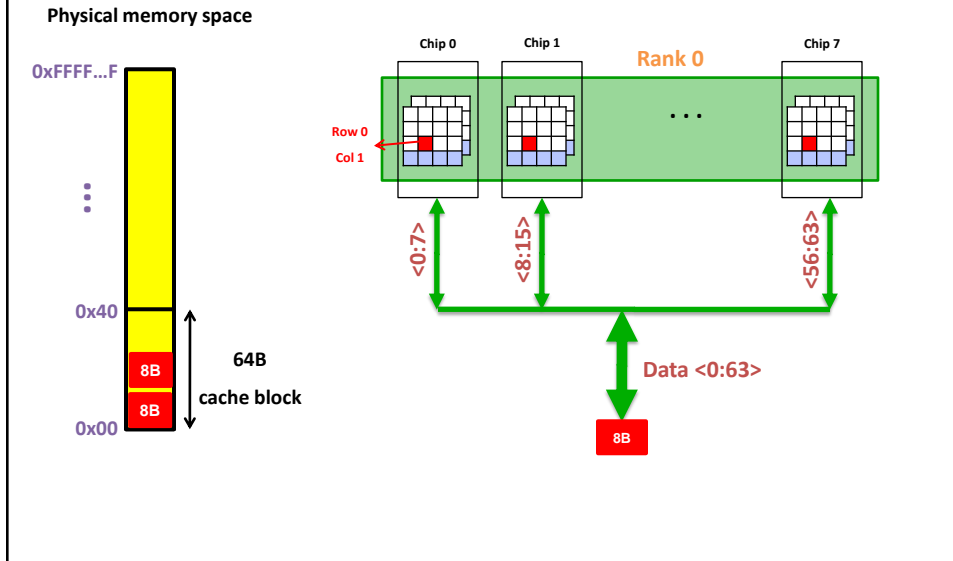 Physical memory space
0xFFFF...F
0x40
8B
8B
0x00
64B
cache block
Chip 0
Chip 1
Chip 7
Rank 0
. . .
Row 0
Col 1
<0:7>
<8:15>
<56:63>
Data <0:63>
8B